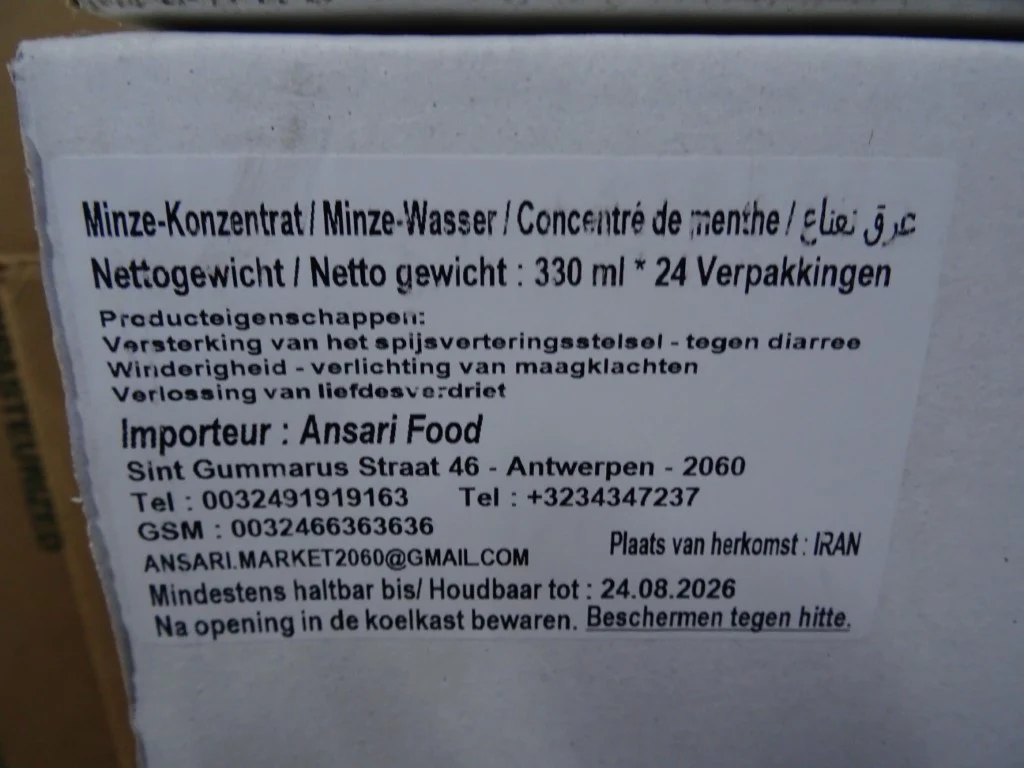 Minze-Konzentrat / Minze-Wasser / Concentré de menthe / عرق نعناع
Nettogewicht / Netto gewicht : 330 ml * 24 Verpakkingen
Producteigenschappen:
Versterking van het spijsverteringsstelsel - tegen diarree
Winderigheid - verlichting van maagklachten
Verlossing van liefdesverdriet
Importeur : Ansari Food
Sint Gummarus Straat 46 - Antwerpen - 2060
Tel : 0032491919163 Tel : +3234347237
GSM : 0032466363636
Plaats van herkomst : IRAN
ANSARI.MARKET2060@GMAIL.COM
Mindestens haltbar bis/ Houdbaar tot : 24.08.2026
Na opening in de koelkast bewaren. Beschermen tegen hitte.